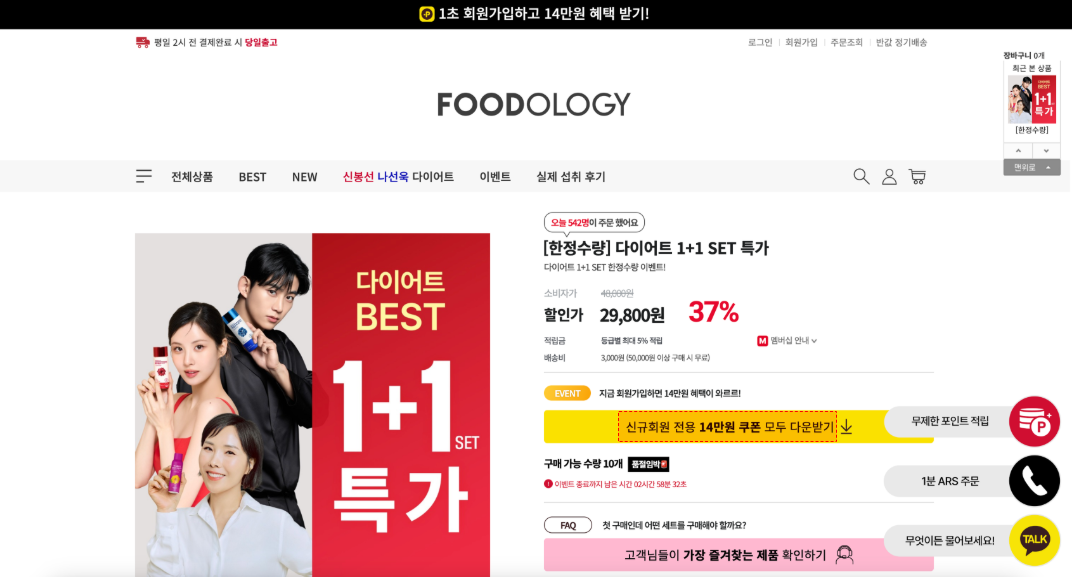 1초 회원가입하고 14만원 혜택 받기!
평일 2시 전 결제완료 시 당일출고
로그인 회원가입 주문조회 반값 정기배송
장바구니 0개
최근 본 상품
BEST
1+1
특가
[한정수량]
맨위로
FOODOLOGY
전체상품 BEST NEW 신봉선 나선욱 다이어트 이벤트 실제 섭취 후기
다이어트
BEST
1+1
SET
특가
오늘 542명이 주문 했어요
[한정수량] 다이어트 1+1 SET 특가
다이어트 1+1 SET 한정수량 이벤트!
소비자가 48,000원
할인가 29,800원 37%
적립금 등급별 최대 5% 적립 M 멤버십 안내
배송비 3,000원 (50,000원 이상 구매 시 무료)
EVENT 지금 회원가입하면 14만원 혜택이 와르르!
신규회원 전용 14만원 쿠폰 모두 다운받기
구매 가능 수량 10개 품절임박
이벤트 종료까지 남은 시간 02시간 58분 32초
FAQ 첫 구매인데 어떤 세트를 구매해야 할까요?
고객님들이 가장 즐겨찾는 제품 확인하기
무제한 포인트 적립
1분 ARS 주문
무엇이든 물어보세요!
TALK